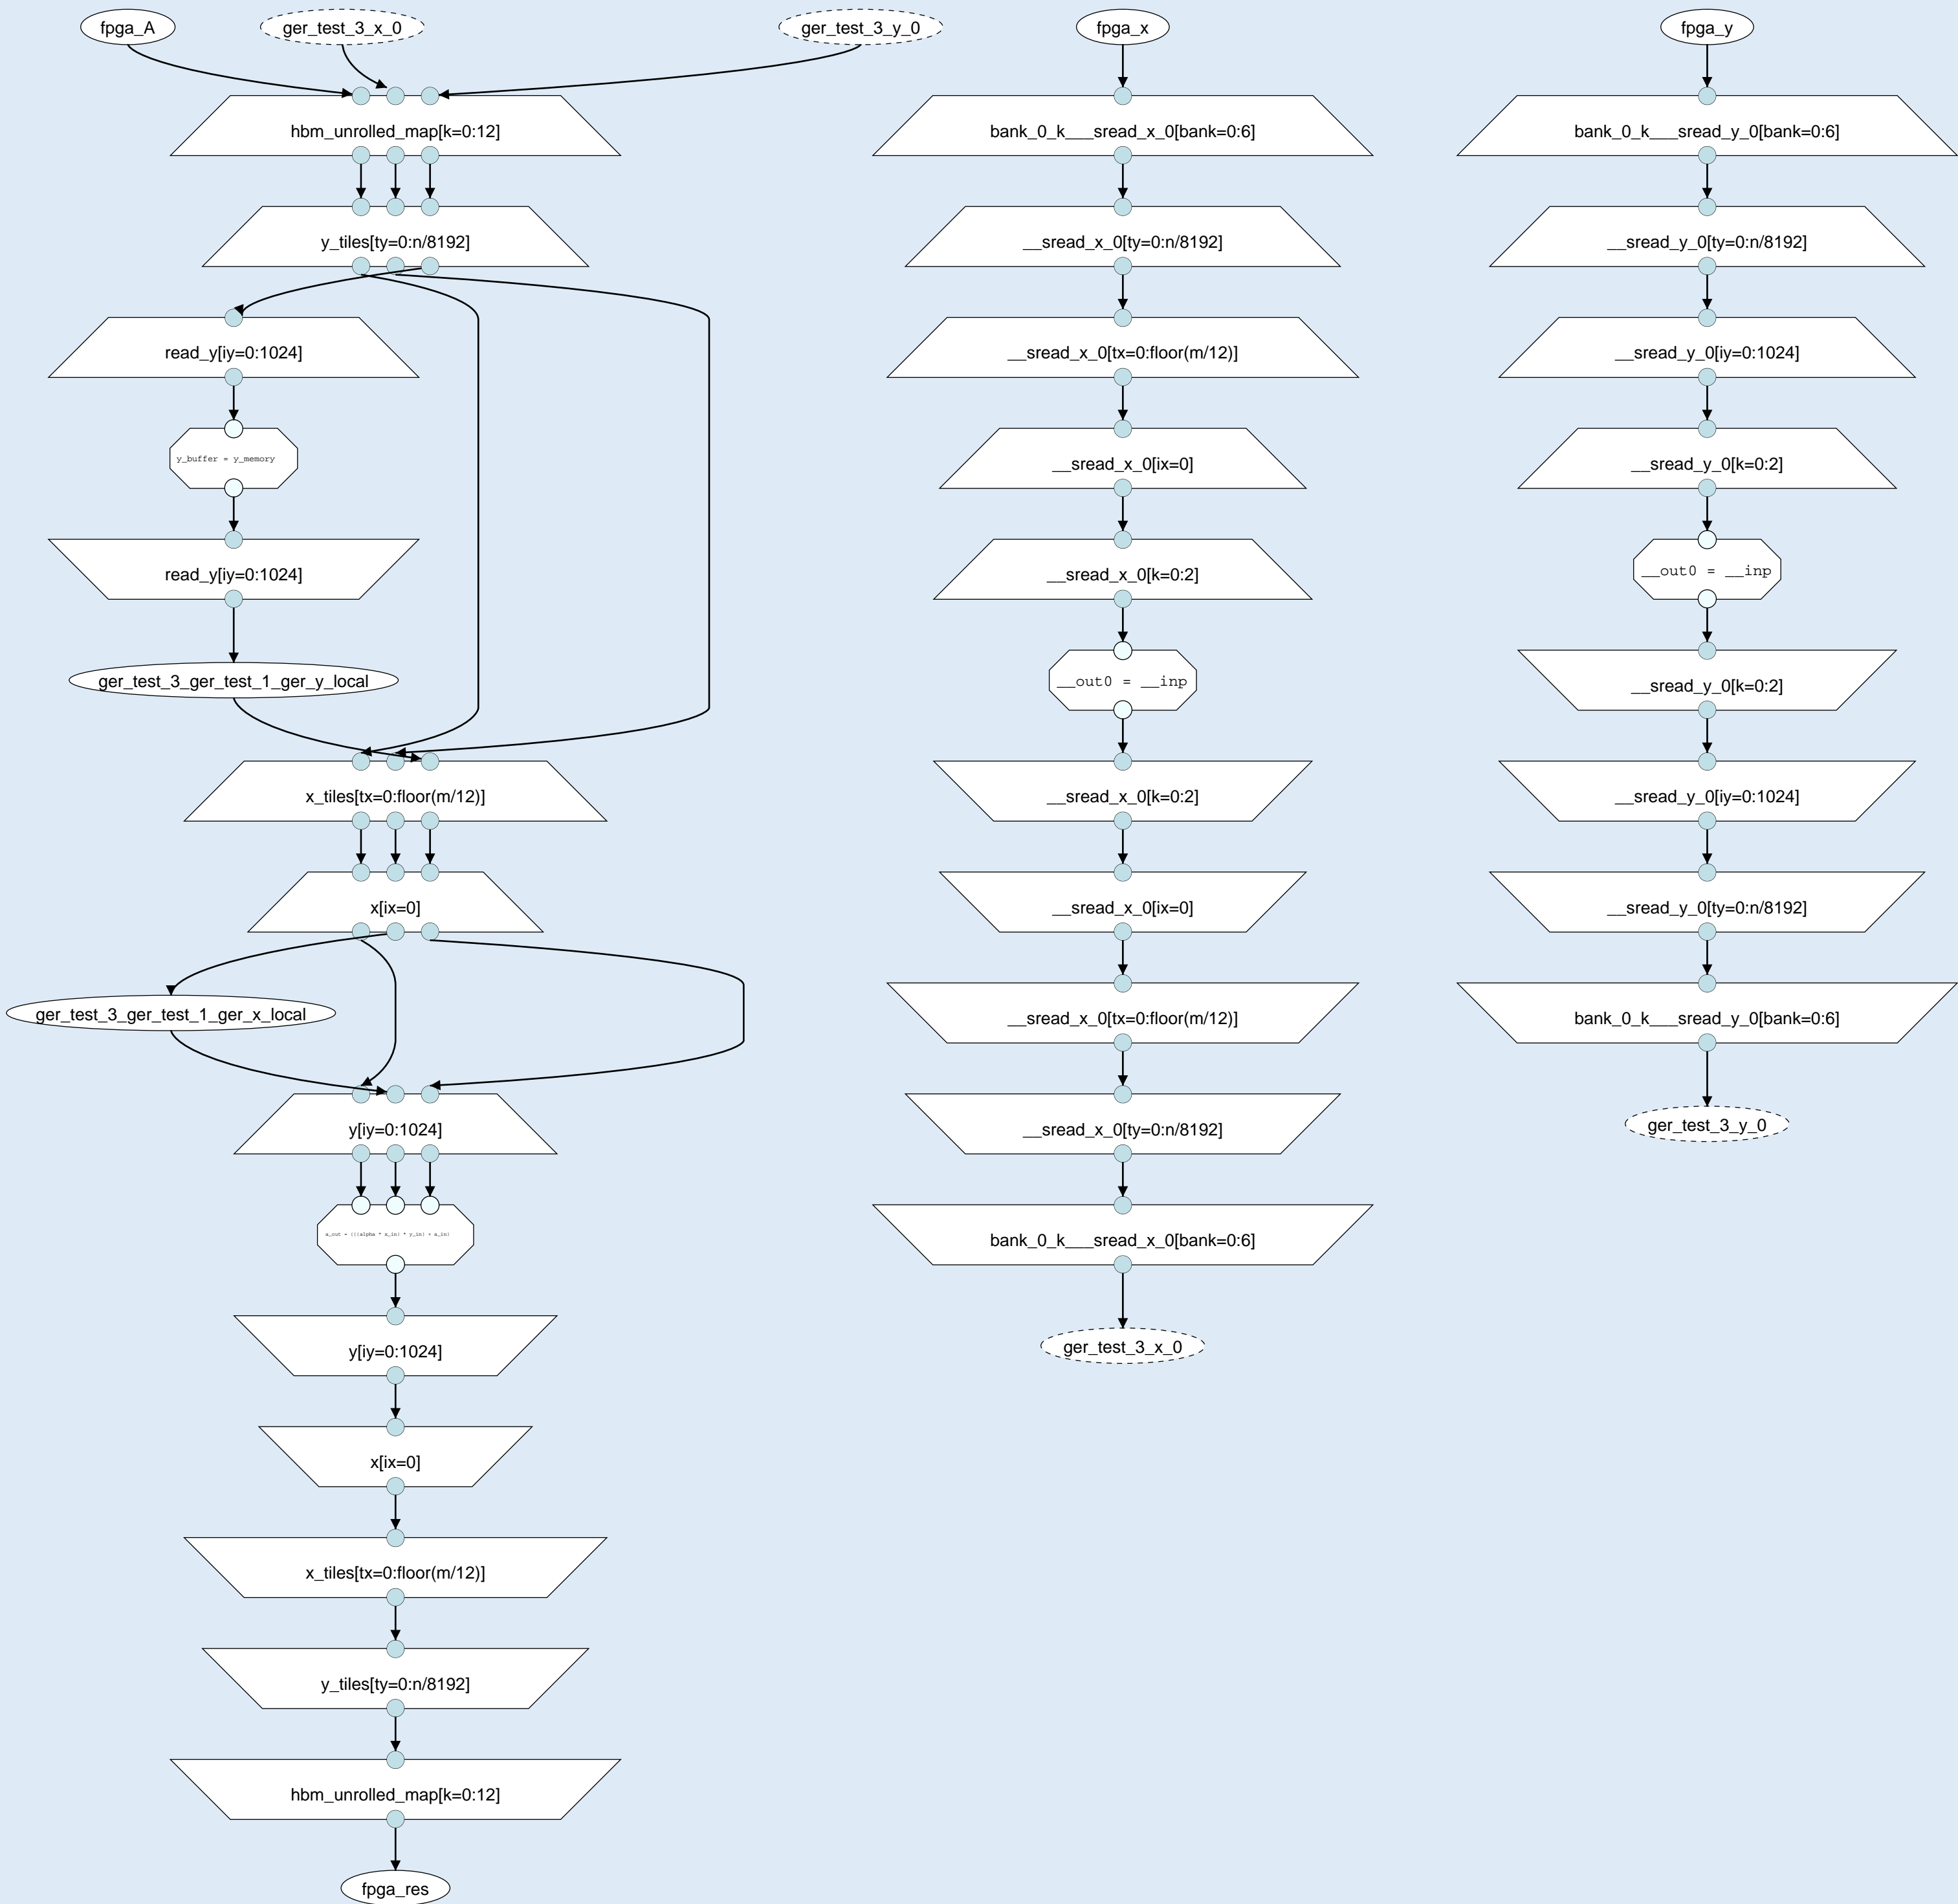 fpga_A
ger_test_3_x_0
ger_test_3_y_0
hbm_unrolled_map[k=0:12]
y_tiles[ty=0:n/8192]
read_y[iy=0:1024]
y_buffer = y_memory
read_y[iy=0:1024]
ger_test_3_ger_test_1_ger_y_local
x_tiles[tx=0:floor(m/12)]
x[ix=0]
ger_test_3_ger_test_1_ger_x_local
y[iy=0:1024]
a_out = (((alpha * x_in) * y_in) + a_in)
y[iy=0:1024]
x[ix=0]
x_tiles[tx=0:floor(m/12)]
y_tiles[ty=0:n/8192]
hbm_unrolled_map[k=0:12]
fpga_res
fpga_x
bank_0_k___sread_x_0[bank=0:6]
__sread_x_0[ty=0:n/8192]
__sread_x_0[tx=0:floor(m/12)]
__sread_x_0[ix=0]
__sread_x_0[k=0:2]
__out0 = __inp
__sread_x_0[k=0:2]
__sread_x_0[ix=0]
__sread_x_0[tx=0:floor(m/12)]
__sread_x_0[ty=0:n/8192]
bank_0_k___sread_x_0[bank=0:6]
ger_test_3_x_0
fpga_y
bank_0_k___sread_y_0[bank=0:6]
__sread_y_0[ty=0:n/8192]
__sread_y_0[iy=0:1024]
__sread_y_0[k=0:2]
__out0 = __inp
__sread_y_0[k=0:2]
__sread_y_0[iy=0:1024]
__sread_y_0[ty=0:n/8192]
bank_0_k___sread_y_0[bank=0:6]
ger_test_3_y_0